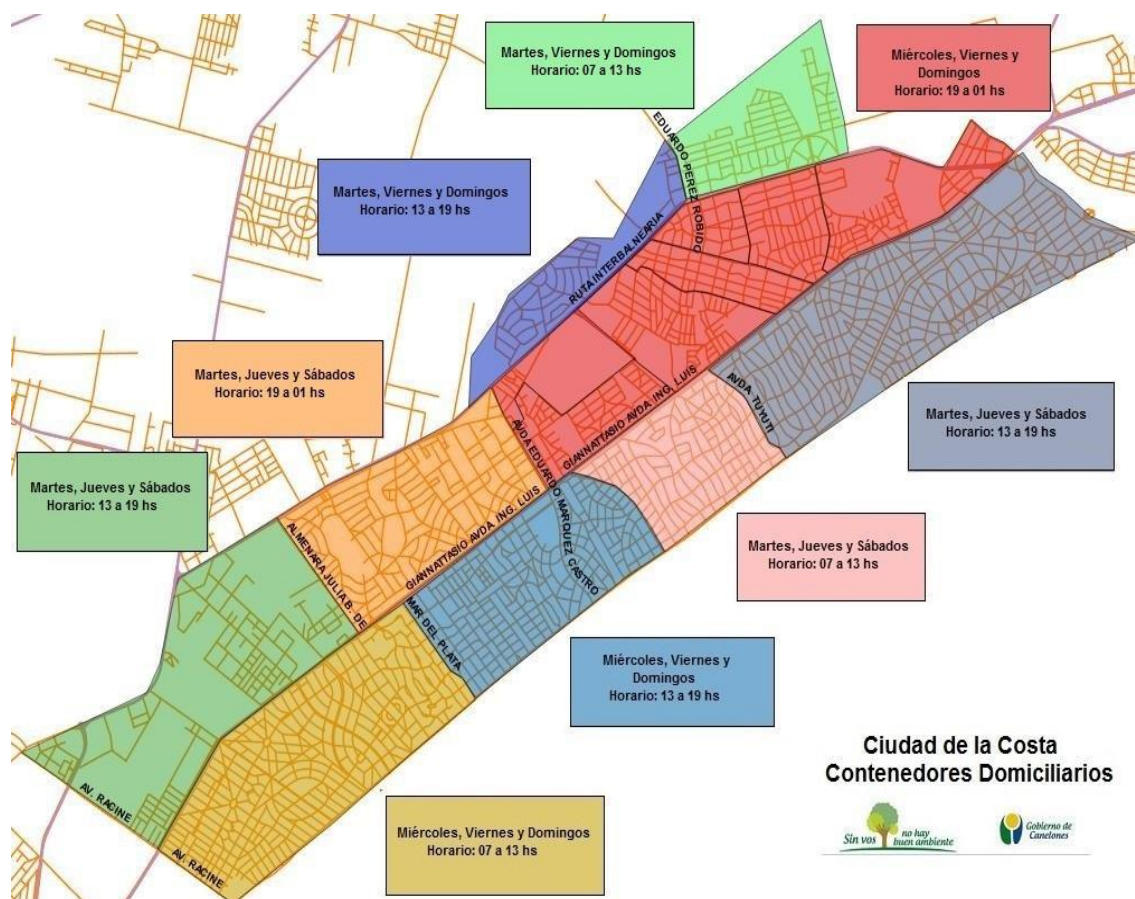 Martes, Viernes y Domingos
Horario: 07 a 13 hs
Miércoles, Viernes y
Domingos
Horario: 19 a 01 hs
EDUARDO PEREZ ROBIDO
Martes, Viernes y Domingos
Horario: 13 a 19 hs
RUTA INTERBALNEARIA
Martes, Jueves y Sábados
Horario: 19 a 01 hs
GIANNATTASIO AVDA. ING. LUIS
AVDA TUYUTI
Martes, Jueves y Sábados
Horario: 13 a 19 hs
AVDA EDUARDO MARQUEZ CASTRO
Martes, Jueves y Sábados
Horario: 13 a 19 hs
ALMENARA JULIA B. DE
GIANNATTASIO AVDA. ING. LUIS
Martes, Jueves y Sábados
Horario: 07 a 13 hs
MAR DEL PLATA
Miércoles, Viernes y
Domingos
Horario: 13 a 19 hs
AV. RACINE
AV. RACINE
Miércoles, Viernes y Domingos
Horario: 07 a 13 hs
Ciudad de la Costa
Contenedores Domiciliarios
Sin vos no hay
buen ambiente
Gobierno de
Canelones